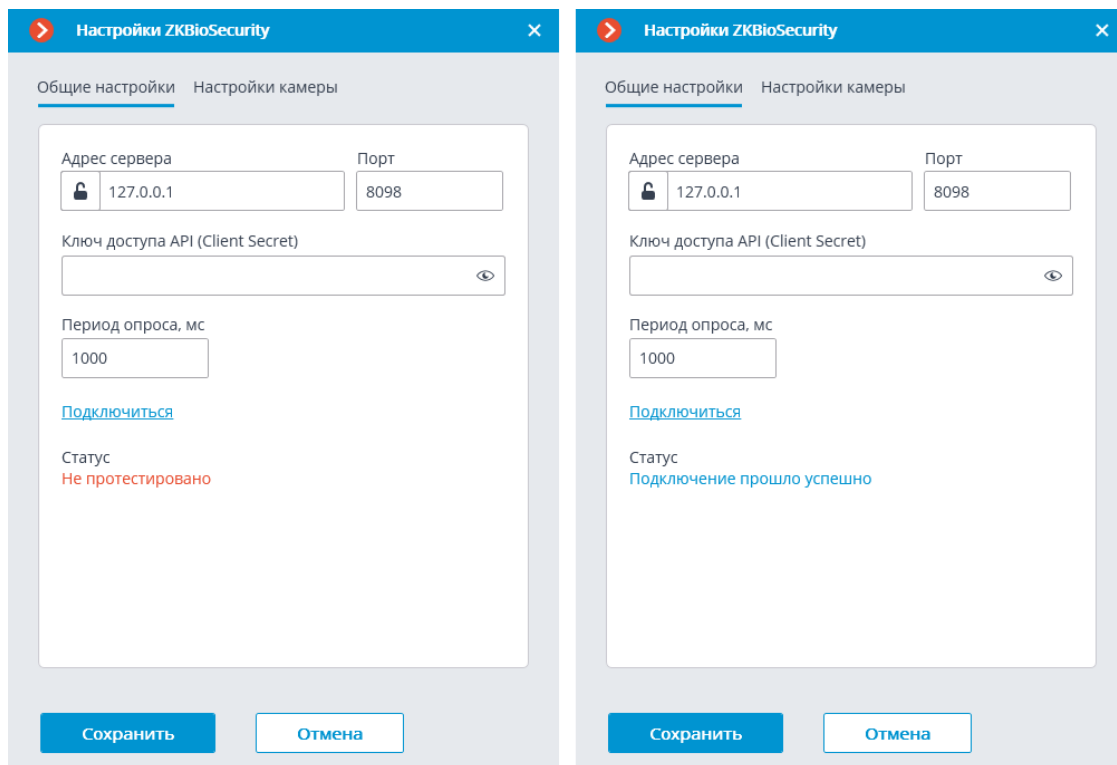 Настройки ZKBioSecurity
Общие настройки Настройки камеры
Адрес сервера Порт
127.0.0.1 8098
Ключ доступа API (Client Secret)
Период опроса, мс
1000
Подключиться
Статус
Не протестировано
Сохранить Отмена
Настройки ZKBioSecurity
Общие настройки Настройки камеры
Адрес сервера Порт
127.0.0.1 8098
Ключ доступа API (Client Secret)
Период опроса, мс
1000
Подключиться
Статус
Подключение прошло успешно
Сохранить Отмена